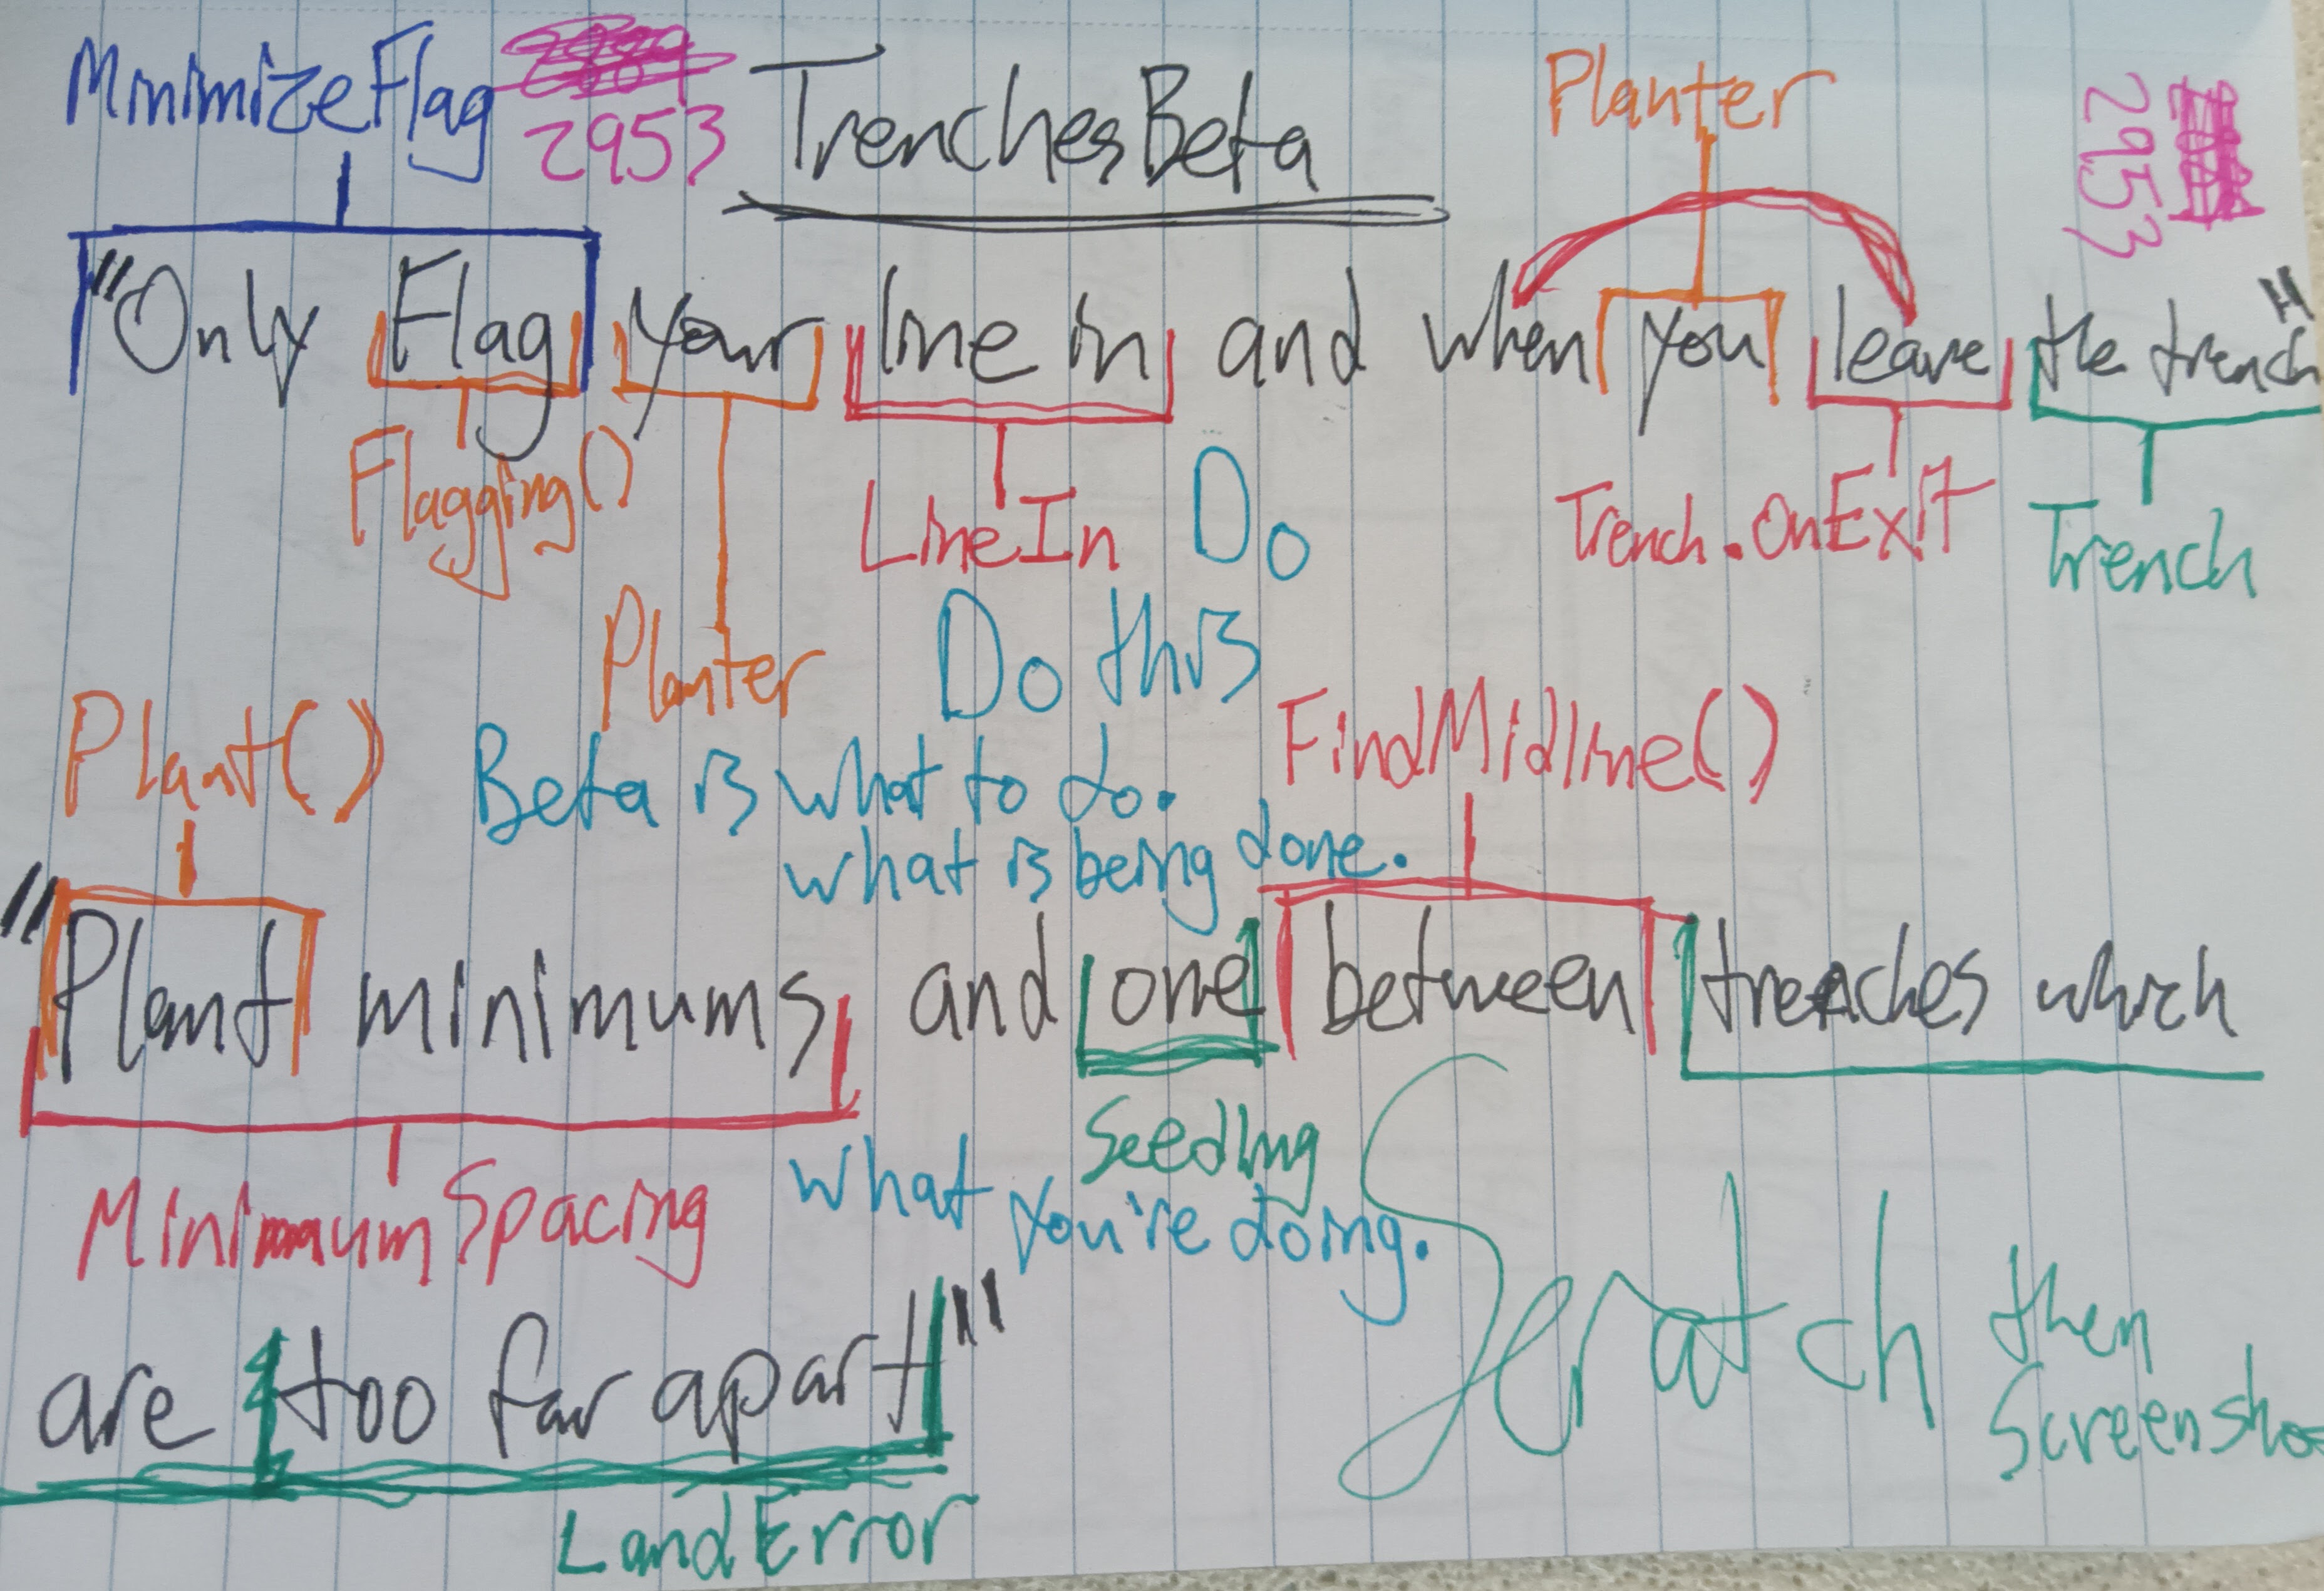 MinimizeFlag
2953
TrenchesBeta
Planter
2953
"Only Flag your line in and when you leave the trench"
Flagging()
LineIn
Do
Trench.OnExit
Trench
Planter
Do this
Plant()
Beta is what to do.
what is being done.
FindMidline()
"Plant minimums and one between trenches which
Seedling
MinimumSpacing
what you're doing.
are too far apart"
Scratch then
LandError